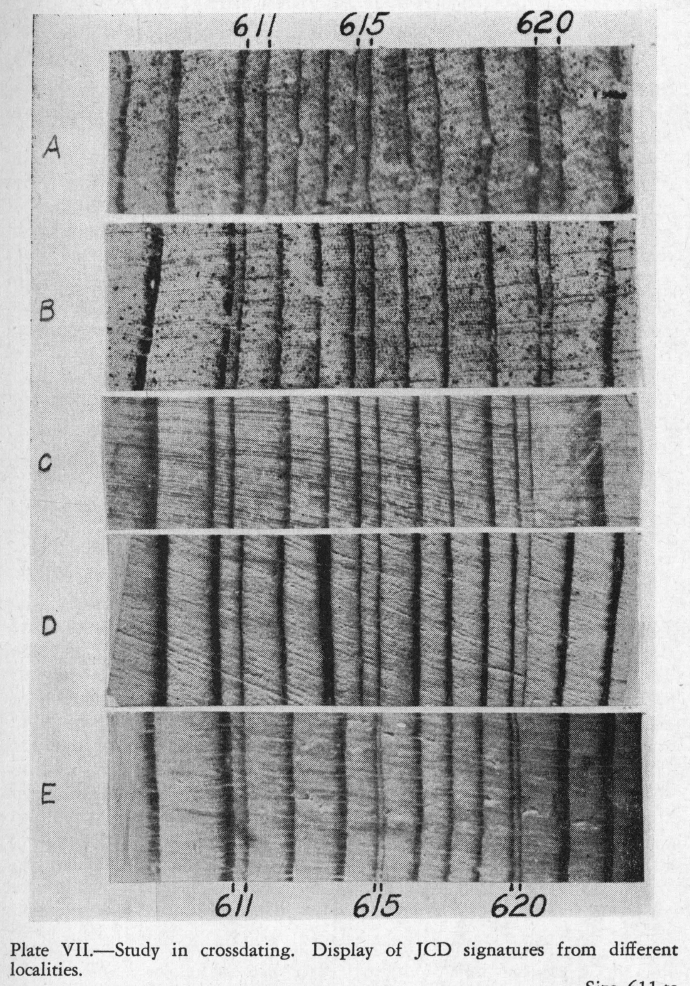 611 615 620
A
B
C
D
E
611 615 620
Plate VII.—Study in crossdating. Display of JCD signatures from different
localities.